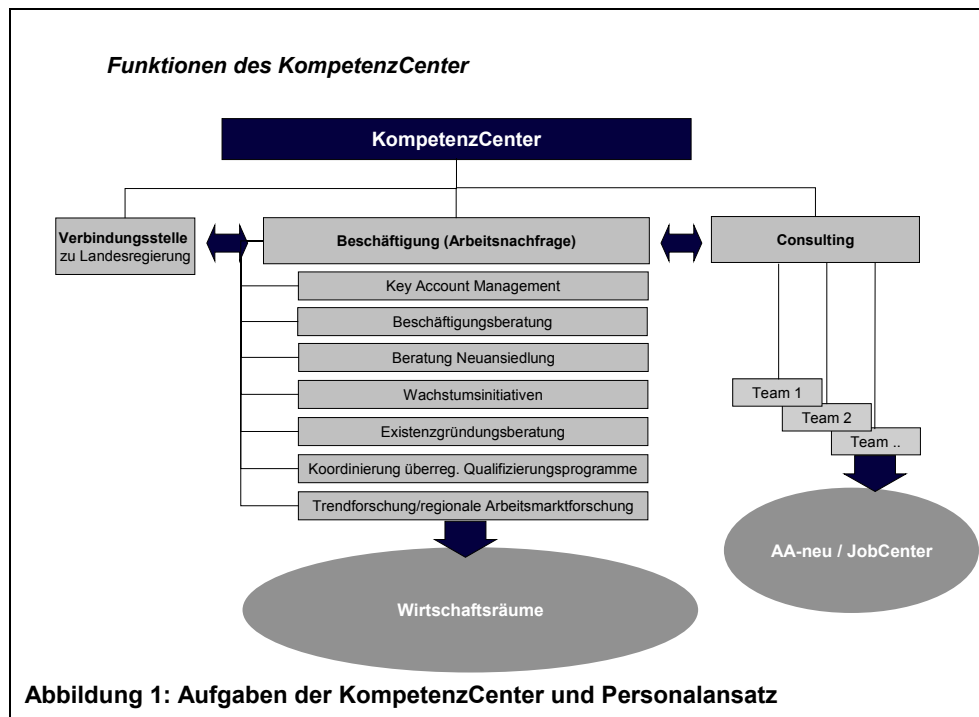 Funktionen des KompetenzCenter
KompetenzCenter
Verbindungsstelle
zu Landesregierung
Beschäftigung (Arbeitsnachfrage)
Consulting
Key Account Management
Beschäftigungsberatung
Beratung Neuansiedlung
Wachstumsinitiativen
Existenzgründungsberatung
Koordinierung überreg. Qualifizierungsprogramme
Trendforschung/regionale Arbeitsmarktforschung
Team 1
Team 2
Team ..
AA-neu / JobCenter
Wirtschaftsräume
Abbildung 1: Aufgaben der KompetenzCenter und Personalansatz